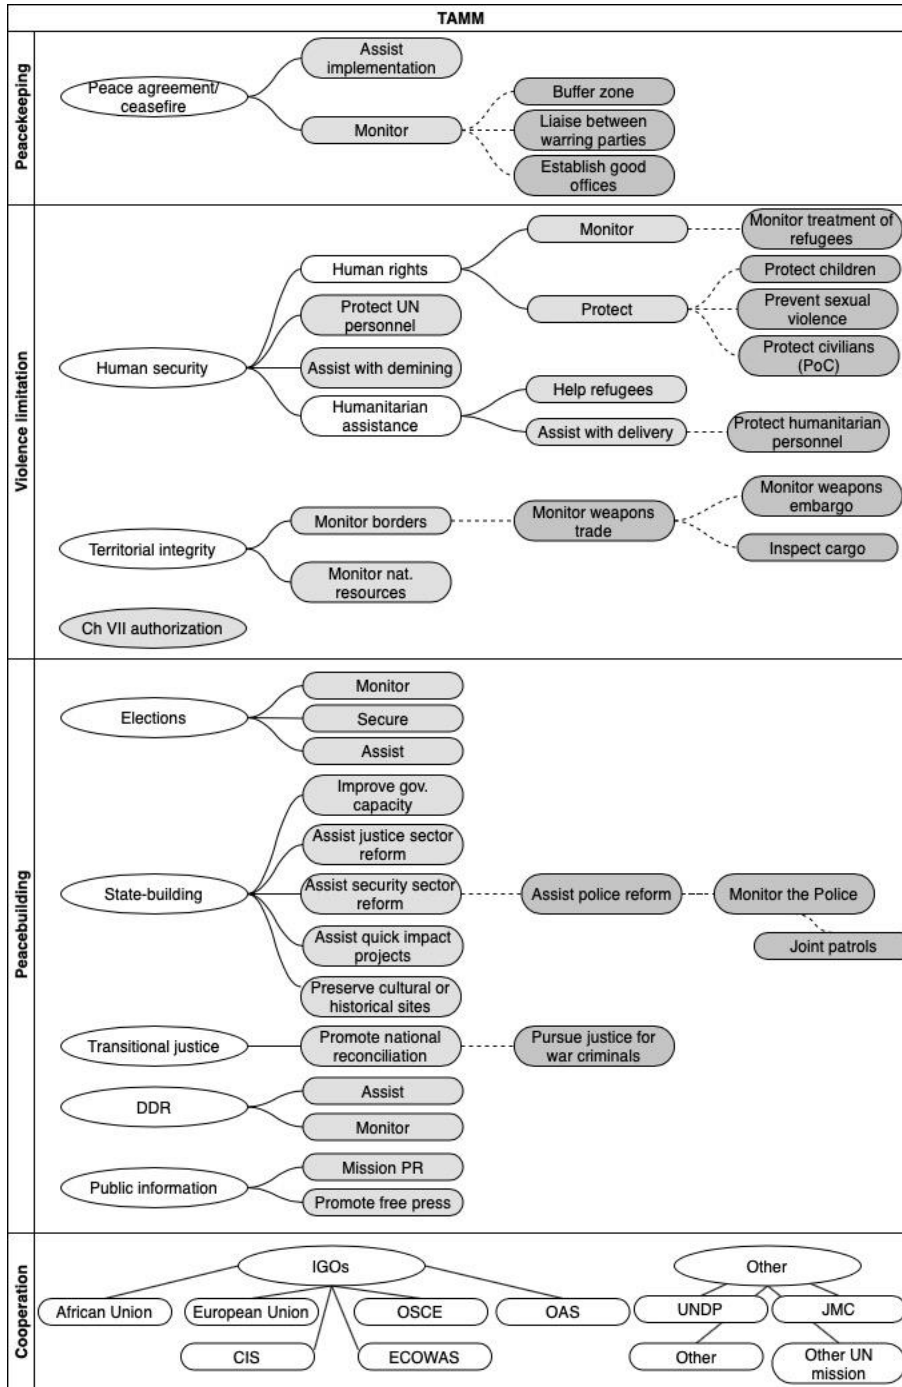 TAMM
Peacekeeping
Peace agreement/
ceasefire
Assist
implementation
Monitor
Buffer zone
Liaise between
warring parties
Establish good
offices
Violence limitation
Human security
Human rights
Monitor
Monitor treatment of
refugees
Protect
Protect children
Prevent sexual
violence
Protect civilians
(PoC)
Protect UN
personnel
Assist with demining
Humanitarian
assistance
Help refugees
Assist with delivery
Protect humanitarian
personnel
Territorial integrity
Monitor borders
Monitor weapons
trade
Monitor weapons
embargo
Inspect cargo
Monitor nat.
resources
Ch VII authorization
Peacebuilding
Elections
Monitor
Secure
Assist
State-building
Improve gov.
capacity
Assist justice sector
reform
Assist security sector
reform
Assist police reform
Monitor the Police
Joint patrols
Assist quick impact
projects
Preserve cultural or
historical sites
Transitional justice
Promote national
reconciliation
Pursue justice for
war criminals
DDR
Assist
Monitor
Public information
Mission PR
Promote free press
Cooperation
IGOs
African Union
European Union
OSCE
OAS
CIS
ECOWAS
Other
UNDP
JMC
Other
Other UN
mission